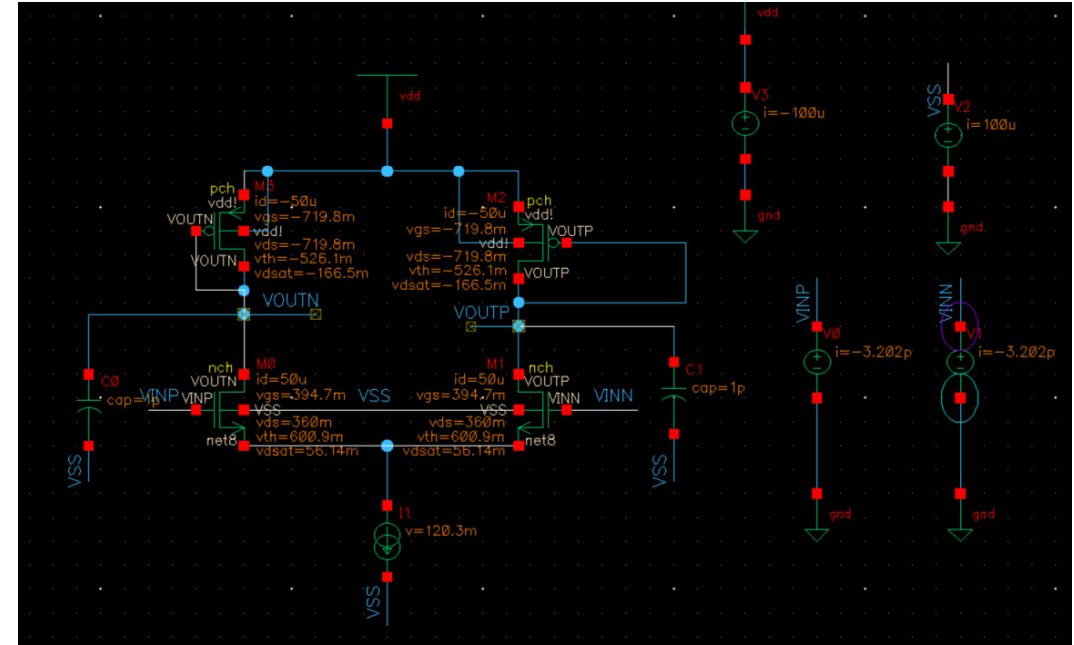 vdd
V3
i=-100u
gnd
VSS
V2
i=100u
gnd
vdd
pch
M3
vdd!
id=-50u
VOUTN
vgs=-719.8m
vdd!
vds=-719.8m
VOUTN
vth=-526.1m
vdsat=-166.5m
M2
pch
id=-50u
vdd!
vgs=-719.8m
VOUTP
vdd!
vds=-719.8m
vth=-526.1m
VOUTP
vdsat=-166.5m
VOUTN
VOUTP
C0
cap=1p
VSS
nch
M0
VOUTN
id=50u
VINP
VINP
vgs=394.7m
VSS
vds=360m
vth=600.9m
net8
vdsat=56.14m
VSS
M1
nch
id=50u
VOUTP
vgs=394.7m
VINN
VINN
VSS
vds=360m
vth=600.9m
net8
vdsat=56.14m
C1
cap=1p
VSS
I1
v=120.3m
VSS
VINP
V0
i=-3.202p
gnd
VINN
V1
i=-3.202p
gnd